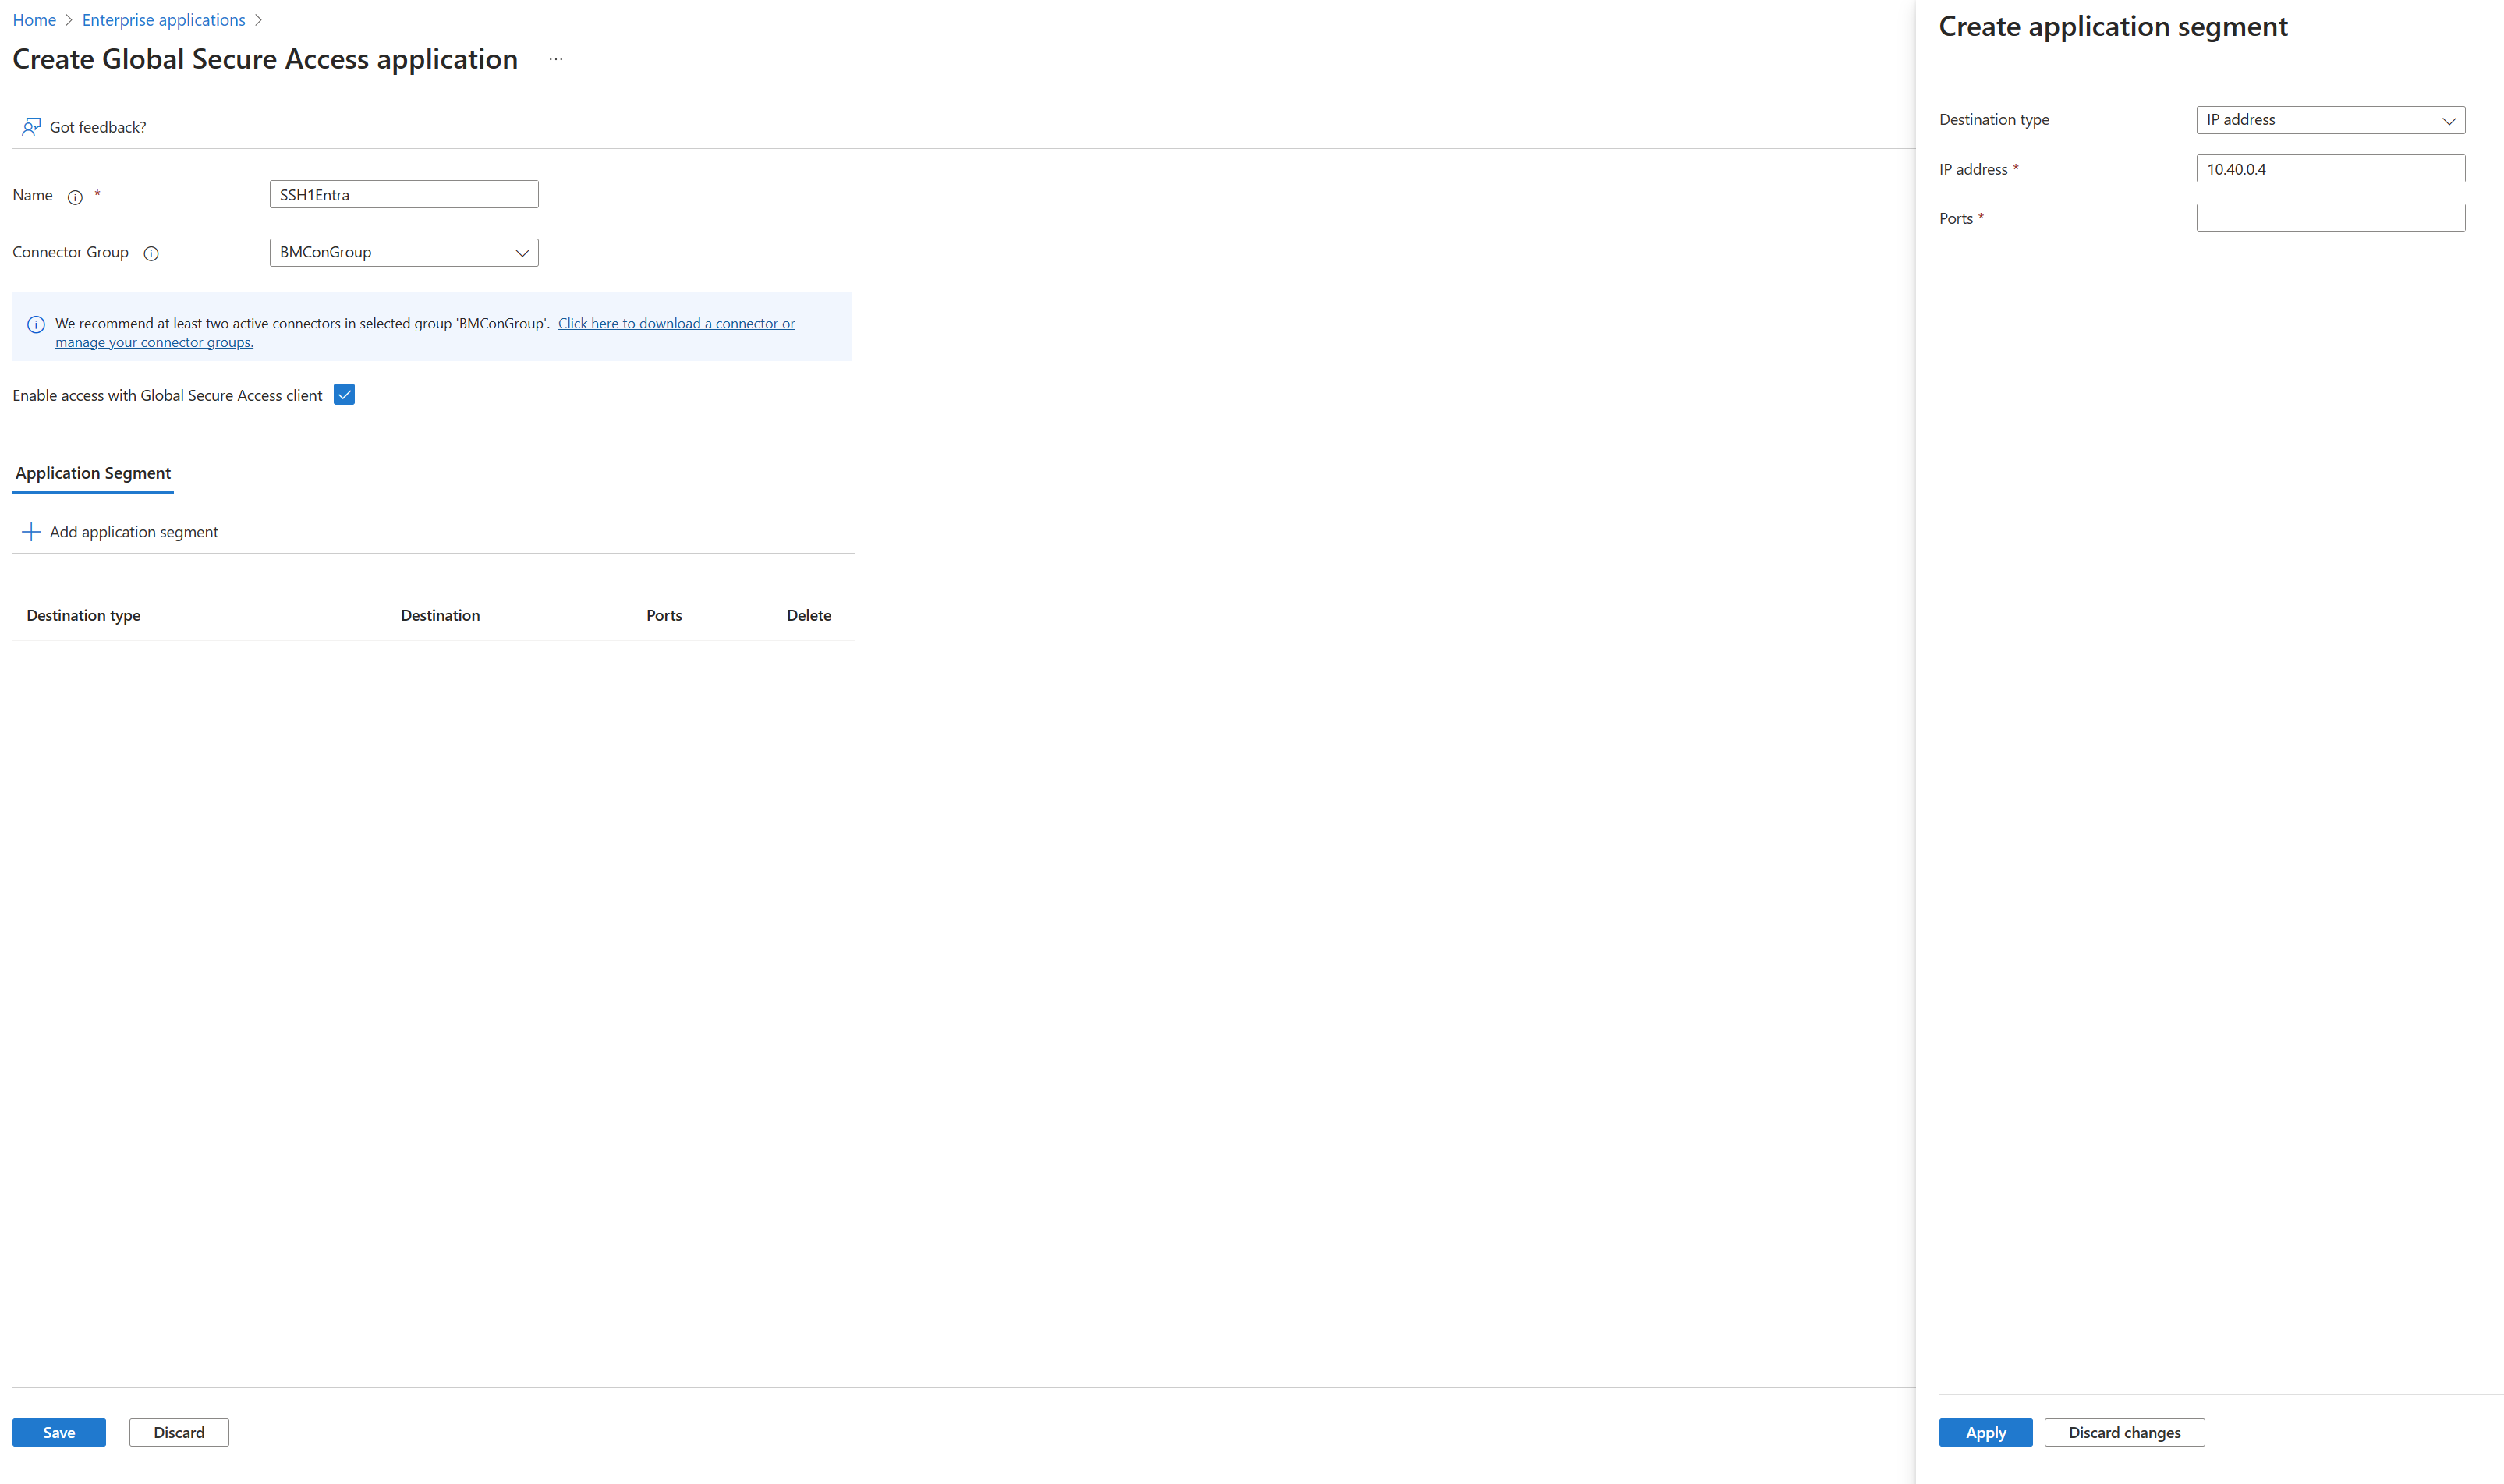 Home > Enterprise applications >
Create Global Secure Access application ...
Got feedback?
Name *
SSH1Entra
Connector Group
BMConGroup
We recommend at least two active connectors in selected group 'BMConGroup'. Click here to download a connector or
manage your connector groups.
Enable access with Global Secure Access client
Application Segment
Add application segment
Destination type Destination Ports Delete
Save Discard
Create application segment
Destination type
IP address
IP address *
10.40.0.4
Ports *
Apply Discard changes